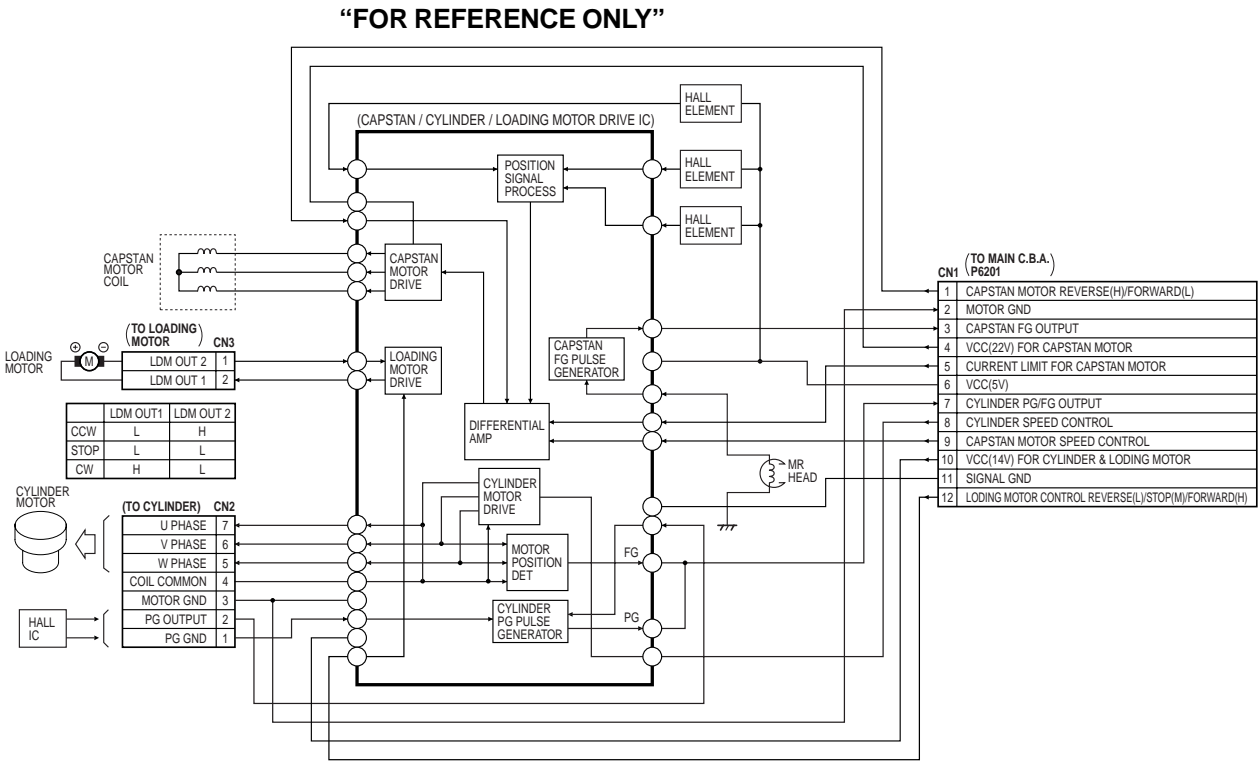 “FOR REFERENCE ONLY”
(CAPSTAN / CYLINDER / LOADING MOTOR DRIVE IC)
HALL
ELEMENT
HALL
ELEMENT
HALL
ELEMENT
POSITION
SIGNAL
PROCESS
CAPSTAN
MOTOR
COIL
CAPSTAN
MOTOR
DRIVE
(TO LOADING
MOTOR)
CN3
LOADING
MOTOR
⊕ ⊖
M
LDM OUT 2 1
LDM OUT 1 2
LOADING
MOTOR
DRIVE
CAPSTAN
FG PULSE
GENERATOR
DIFFERENTIAL
AMP
LDM OUT1 LDM OUT 2
CCW L H
STOP L L
CW H L
MR
HEAD
CYLINDER
MOTOR
(TO CYLINDER) CN2
U PHASE 7
V PHASE 6
W PHASE 5
COIL COMMON 4
MOTOR GND 3
PG OUTPUT 2
PG GND 1
HALL
IC
CYLINDER
MOTOR
DRIVE
MOTOR
POSITION
DET
FG
CYLINDER
PG PULSE
GENERATOR
PG
CN1 (TO MAIN C.B.A.
P6201)
1 CAPSTAN MOTOR REVERSE(H)/FORWARD(L)
2 MOTOR GND
3 CAPSTAN FG OUTPUT
4 VCC(22V) FOR CAPSTAN MOTOR
5 CURRENT LIMIT FOR CAPSTAN MOTOR
6 VCC(5V)
7 CYLINDER PG/FG OUTPUT
8 CYLINDER SPEED CONTROL
9 CAPSTAN MOTOR SPEED CONTROL
10 VCC(14V) FOR CYLINDER & LODING MOTOR
11 SIGNAL GND
12 LODING MOTOR CONTROL REVERSE(L)/STOP(M)/FORWARD(H)